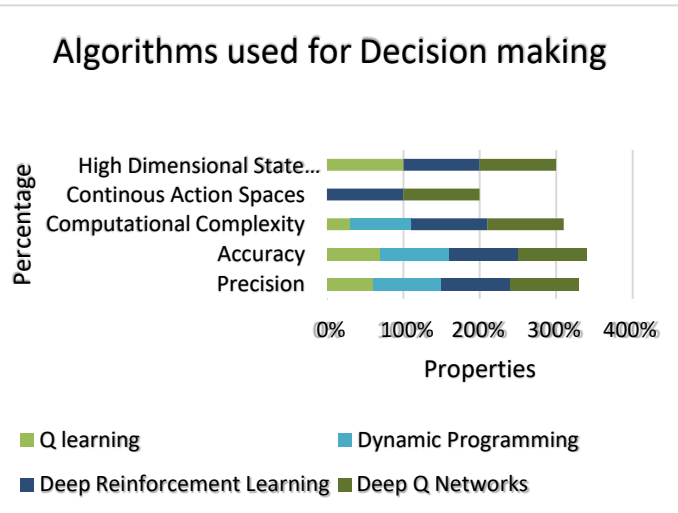 Algorithms used for Decision making
Percentage
High Dimensional State...
Continous Action Spaces
Computational Complexity
Accuracy
Precision
0% 100% 200% 300% 400%
Properties
Q learning Dynamic Programming
Deep Reinforcement Learning Deep Q Networks